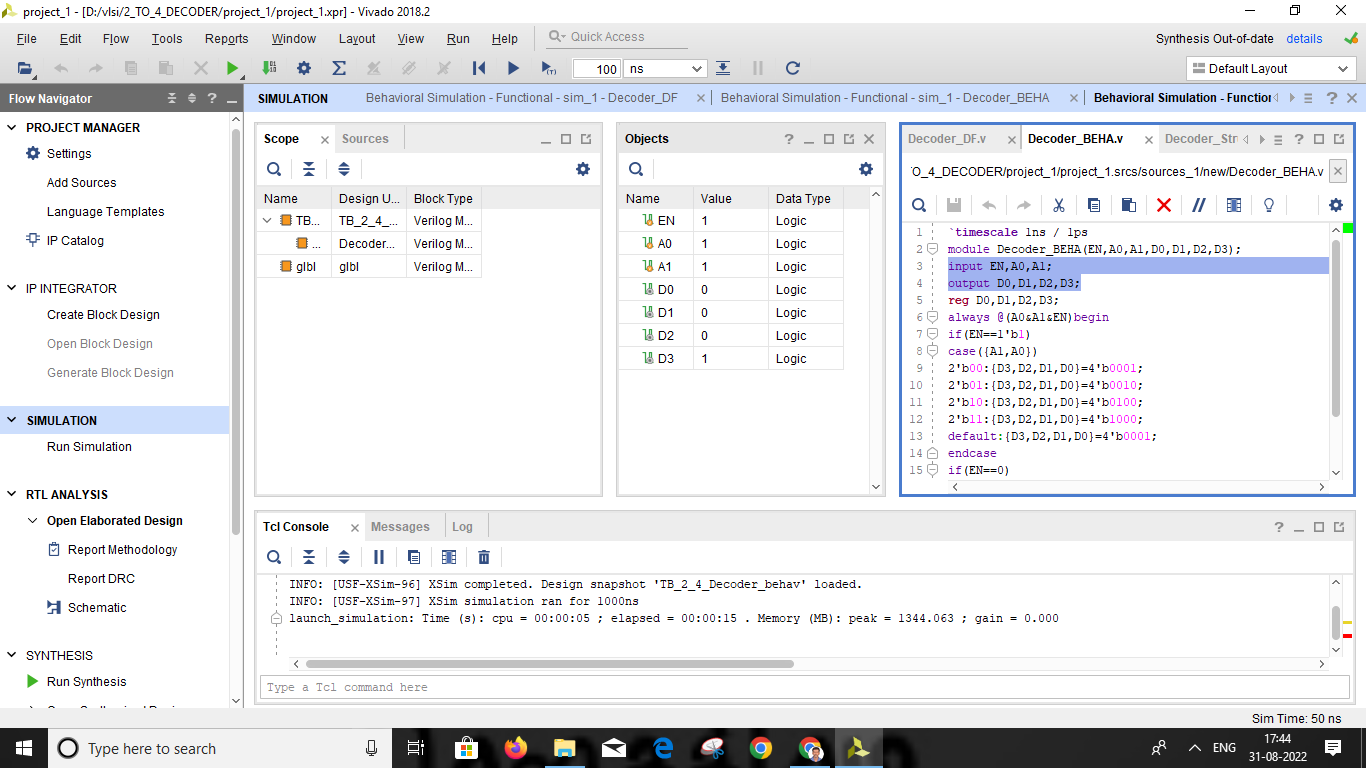 project_1 - [D:/vlsi/2_TO_4_DECODER/project_1/project_1.xpr] - Vivado 2018.2
File Edit Flow Tools Reports Window Layout View Run Help Quick Access
Synthesis Out-of-date details
100 ns
Default Layout
Flow Navigator
PROJECT MANAGER
Settings
Add Sources
Language Templates
IP Catalog
IP INTEGRATOR
Create Block Design
Open Block Design
Generate Block Design
SIMULATION
Run Simulation
RTL ANALYSIS
Open Elaborated Design
Report Methodology
Report DRC
Schematic
SYNTHESIS
Run Synthesis
SIMULATION
Behavioral Simulation - Functional - sim_1 - Decoder_DF
Behavioral Simulation - Functional - sim_1 - Decoder_BEHA
Behavioral Simulation - Function
Scope Sources
Name Design U... Block Type
TB... TB_2_4_... Verilog M...
... Decoder... Verilog M...
glbl glbl Verilog M...
Objects
Name Value Data Type
EN 1 Logic
A0 1 Logic
A1 1 Logic
D0 0 Logic
D1 0 Logic
D2 0 Logic
D3 1 Logic
Decoder_DF.v Decoder_BEHA.v Decoder_Str
TO_4_DECODER/project_1/project_1.srcs/sources_1/new/Decoder_BEHA.v
1 `timescale 1ns / 1ps
2 module Decoder_BEHA(EN,A0,A1,D0,D1,D2,D3);
3 input EN,A0,A1;
4 output D0,D1,D2,D3;
5 reg D0,D1,D2,D3;
6 always @(A0&A1&EN)begin
7 if(EN==1'b1)
8 case({A1,A0})
9 2'b00:{D3,D2,D1,D0}=4'b0001;
10 2'b01:{D3,D2,D1,D0}=4'b0010;
11 2'b10:{D3,D2,D1,D0}=4'b0100;
12 2'b11:{D3,D2,D1,D0}=4'b1000;
13 default:{D3,D2,D1,D0}=4'b0001;
14 endcase
15 if(EN==0)
Tcl Console Messages Log
INFO: [USF-XSim-96] XSim completed. Design snapshot 'TB_2_4_Decoder_behav' loaded.
INFO: [USF-XSim-97] XSim simulation ran for 1000ns
launch_simulation: Time (s): cpu = 00:00:05 ; elapsed = 00:00:15 . Memory (MB): peak = 1344.063 ; gain = 0.000
Type a Tcl command here
Sim Time: 50 ns
Type here to search
ENG
17:44
31-08-2022